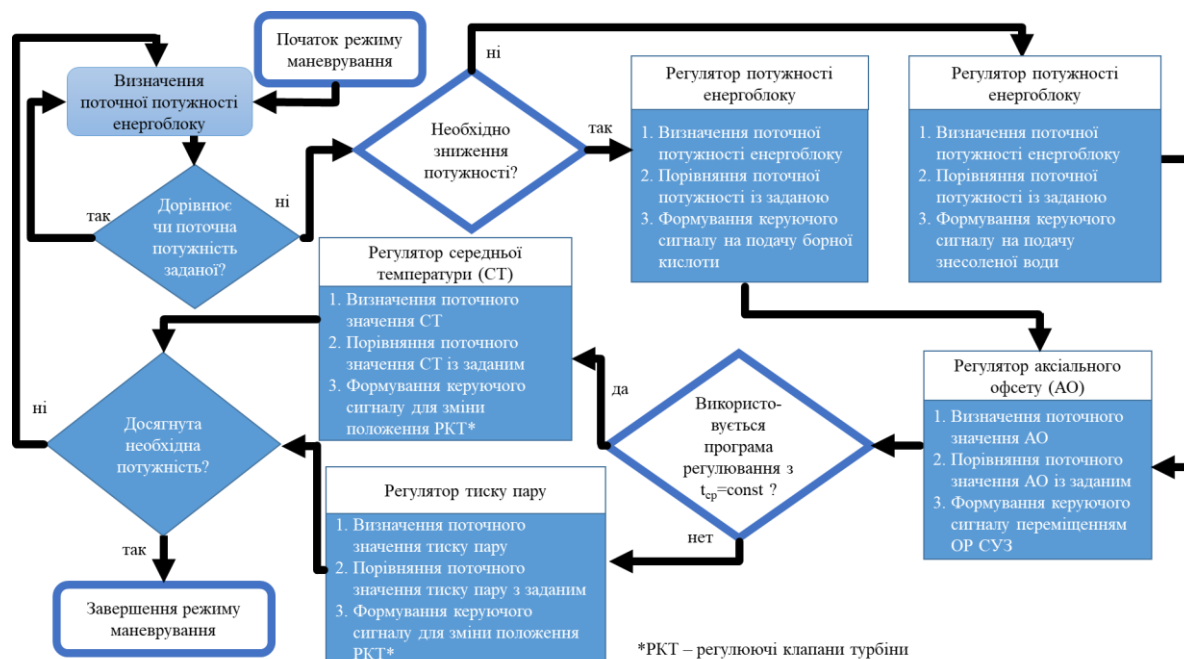 Початок режиму
маневрування
Визначення
поточної потужності
енергоблоку
Дорівнює
чи поточна
потужність
заданої?
так
ні
Необхідно
зниження
потужності?
ні
так
Регулятор потужності
енергоблоку
1. Визначення поточної
потужності енергоблоку
2. Порівняння поточної
потужності із заданою
3. Формування керуючого
сигналу на подачу борної
кислоти
Регулятор потужності
енергоблоку
1. Визначення поточної
потужності енергоблоку
2. Порівняння поточної
потужності із заданою
3. Формування керуючого
сигналу на подачу
знесоленої води
Регулятор середньої
температури (СТ)
1. Визначення поточного
значення СТ
2. Порівняння поточного
значення СТ із заданим
3. Формування керуючого
сигналу для зміни
положення РКТ*
Регулятор аксіального
офсету (АО)
1. Визначення поточного
значення АО
2. Порівняння поточного
значення АО із заданим
3. Формування керуючого
сигналу переміщенням
ОР СУЗ
Використо-
вується
програма
регулювання з
tср=const ?
да
нет
Досягнута
необхідна
потужність?
ні
так
Регулятор тиску пару
1. Визначення поточного
значення тиску пару
2. Порівняння поточного
значення тиску пару з заданим
3. Формування керуючого
сигналу для зміни положення
РКТ*
Завершення режиму
маневрування
*РКТ – регулюючі клапани турбіни